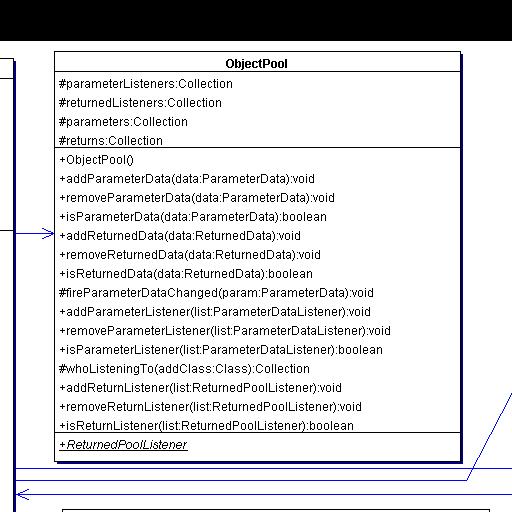 ObjectPool
#parameterListeners:Collection
#returnedListeners:Collection
#parameters:Collection
#returns:Collection
+ObjectPool()
+addParameterData(data:ParameterData):void
+removeParameterData(data:ParameterData):void
+isParameterData(data:ParameterData):boolean
+addReturnedData(data:ReturnedData):void
+removeReturnedData(data:ReturnedData):void
+isReturnedData(data:ReturnedData):boolean
#fireParameterDataChanged(param:ParameterData):void
+addParameterListener(list:ParameterDataListener):void
+removeParameterListener(list:ParameterDataListener):void
+isParameterListener(list:ParameterDataListener):boolean
#whoListeningTo(addClass:Class):Collection
+addReturnListener(list:ReturnedPoolListener):void
+removeReturnListener(list:ReturnedPoolListener):void
+isReturnListener(list:ReturnedPoolListener):boolean
+ReturnedPoolListener